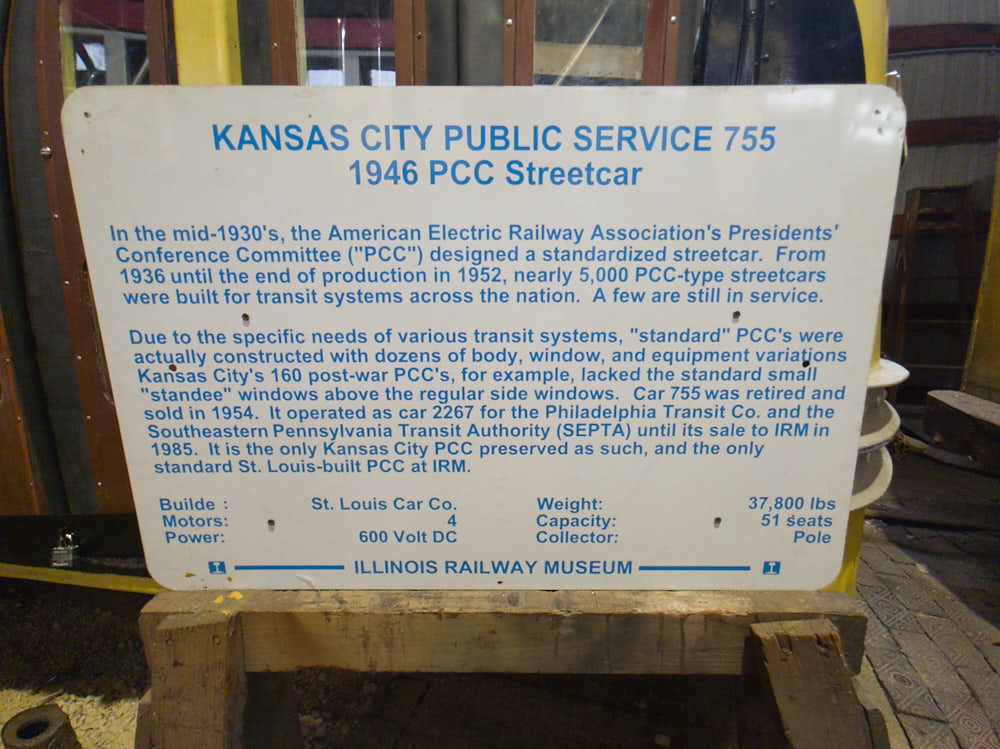 KANSAS CITY PUBLIC SERVICE 755
1946 PCC Streetcar
In the mid-1930's, the American Electric Railway Association's Presidents'
Conference Committee ("PCC") designed a standardized streetcar. From
1936 until the end of production in 1952, nearly 5,000 PCC-type streetcars
were built for transit systems across the nation. A few are still in service.
Due to the specific needs of various transit systems, "standard" PCC's were
actually constructed with dozens of body, window, and equipment variations
Kansas City's 160 post-war PCC's, for example, lacked the standard small
"standee" windows above the regular side windows. Car 755 was retired and
sold in 1954. It operated as car 2267 for the Philadelphia Transit Co. and the
Southeastern Pennsylvania Transit Authority (SEPTA) until its sale to IRM in
1985. It is the only Kansas City PCC preserved as such, and the only
standard St. Louis-built PCC at IRM.
Builde : St. Louis Car Co. Weight: 37,800 lbs
Motors: 4 Capacity: 51 seats
Power: 600 Volt DC Collector: Pole
I ILLINOIS RAILWAY MUSEUM I